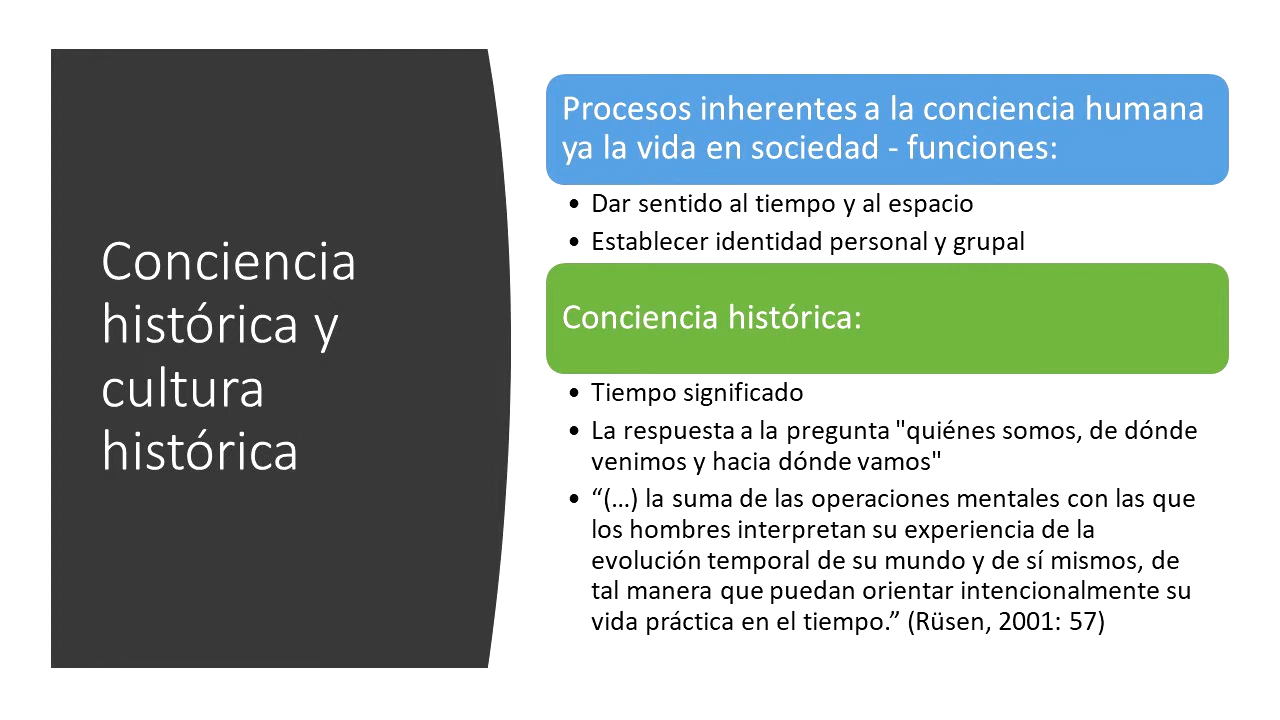 Conciencia
histórica y
cultura
histórica
Procesos inherentes a la conciencia humana
ya la vida en sociedad - funciones:
• Dar sentido al tiempo y al espacio
• Establecer identidad personal y grupal
Conciencia histórica:
• Tiempo significado
• La respuesta a la pregunta "quiénes somos, de dónde
venimos y hacia dónde vamos"
• “(...) la suma de las operaciones mentales con las que
los hombres interpretan su experiencia de la
evolución temporal de su mundo y de sí mismos, de
tal manera que puedan orientar intencionalmente su
vida práctica en el tiempo.” (Rüsen, 2001: 57)